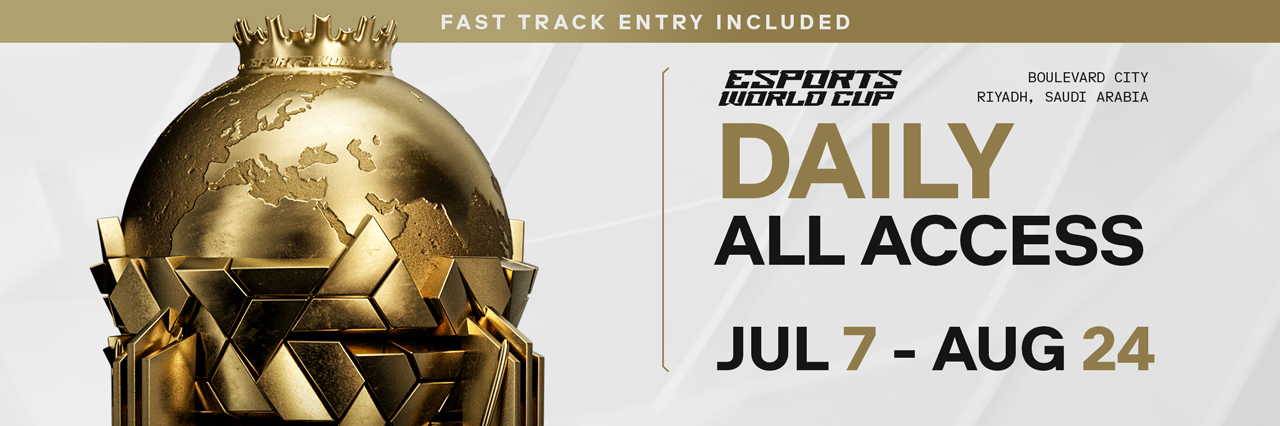 FAST TRACK ENTRY INCLUDED
ESPORTS
WORLD CUP
BOULEVARD CITY
RIYADH, SAUDI ARABIA
DAILY
ALL ACCESS
JUL 7 - AUG 24